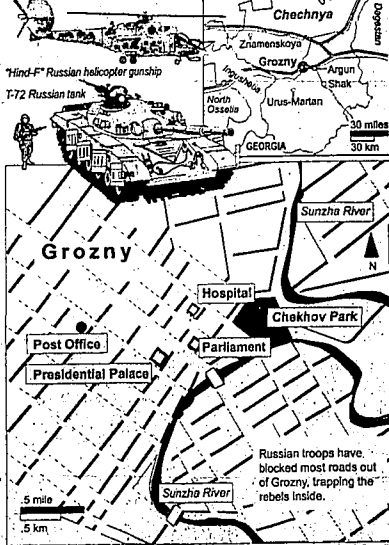 Chechnya
Dagestan
Znamenskoya
Grozny
Ingushetia
Argun
Shak
"Hind-F" Russian helicopter gunship
T-72 Russian tank
North
Ossetia
Urus-Martan
GEORGIA
30 miles
30 km
Sunzha River
N
Grozny
Hospital
Chekhov Park
Post Office
Parliament
Presidential Palace
Russian troops have
blocked most roads out
of Grozny, trapping the
rebels inside.
Sunzha River
.5 mile
.5 km